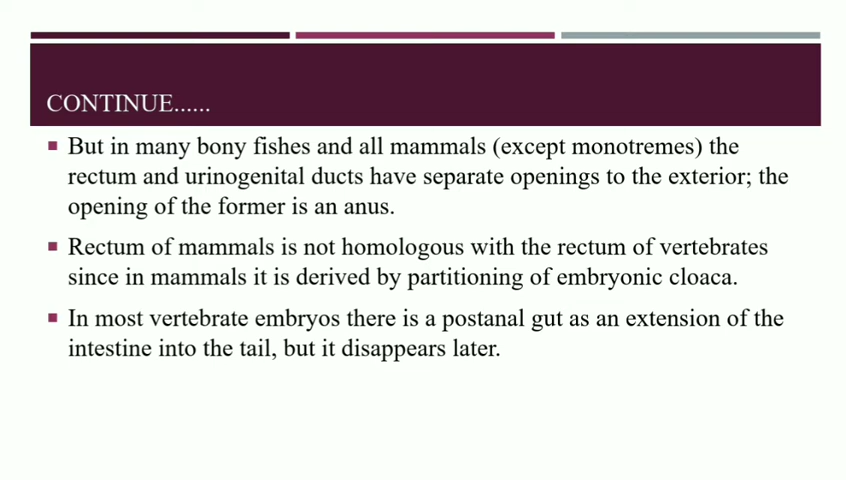 CONTINUE......
But in many bony fishes and all mammals (except monotremes) the
rectum and urinogenital ducts have separate openings to the exterior; the
opening of the former is an anus.
Rectum of mammals is not homologous with the rectum of vertebrates
since in mammals it is derived by partitioning of embryonic cloaca.
In most vertebrate embryos there is a postanal gut as an extension of the
intestine into the tail, but it disappears later.